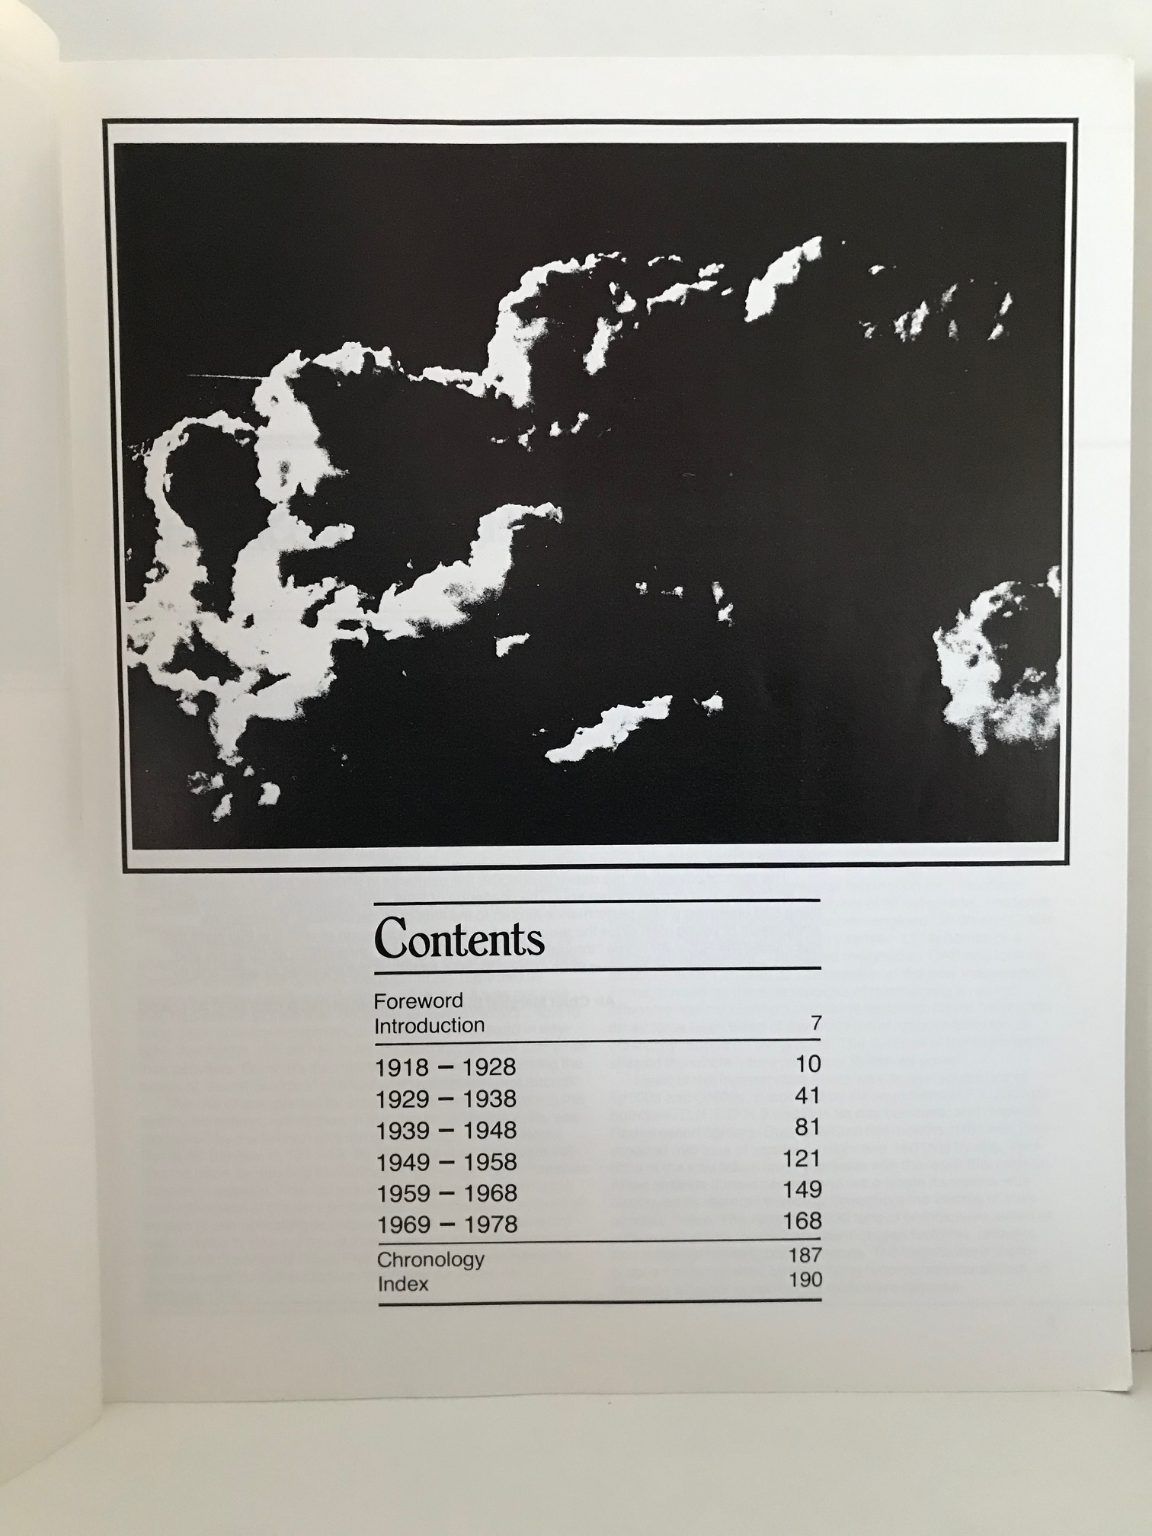 Contents
Foreword
Introduction 7
1918 – 1928 10
1929 – 1938 41
1939 – 1948 81
1949 – 1958 121
1959 – 1968 149
1969 – 1978 168
Chronology 187
Index 190